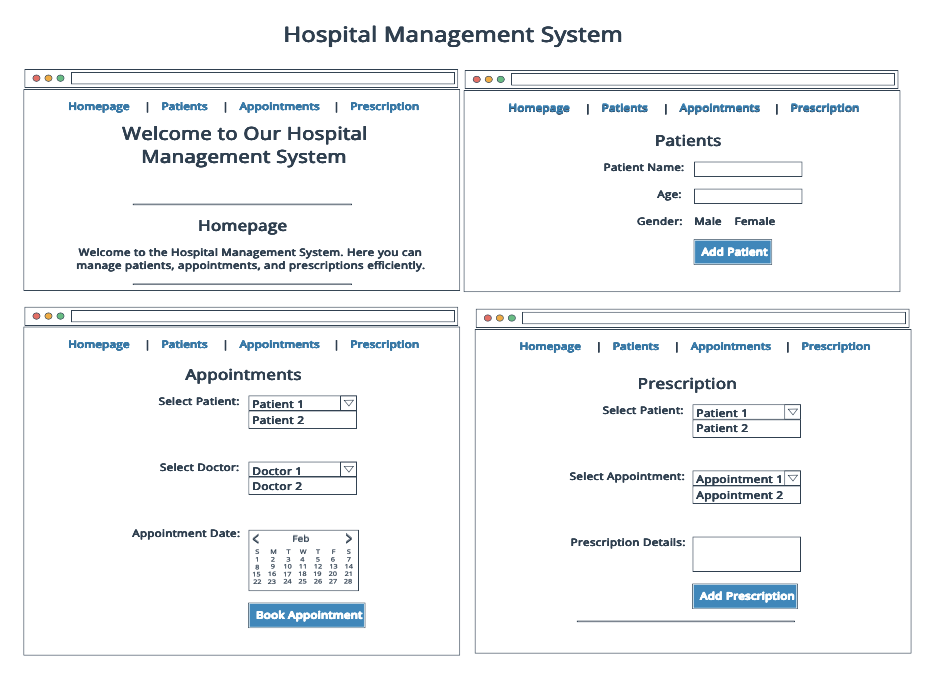 Hospital Management System
Homepage | Patients | Appointments | Prescription
Welcome to Our Hospital
Management System
Homepage
Welcome to the Hospital Management System. Here you can
manage patients, appointments, and prescriptions efficiently.
Homepage | Patients | Appointments | Prescription
Patients
Patient Name:
Age:
Gender: Male Female
Add Patient
Homepage | Patients | Appointments | Prescription
Appointments
Select Patient: Patient 1
Patient 2
Select Doctor: Doctor 1
Doctor 2
Appointment Date:
< Feb >
S M T W T F S
1 2 3 4 5 6 7
8 9 10 11 12 13 14
15 16 17 18 19 20 21
22 23 24 25 26 27 28
Book Appointment
Homepage | Patients | Appointments | Prescription
Prescription
Select Patient: Patient 1
Patient 2
Select Appointment: Appointment 1
Appointment 2
Prescription Details:
Add Prescription